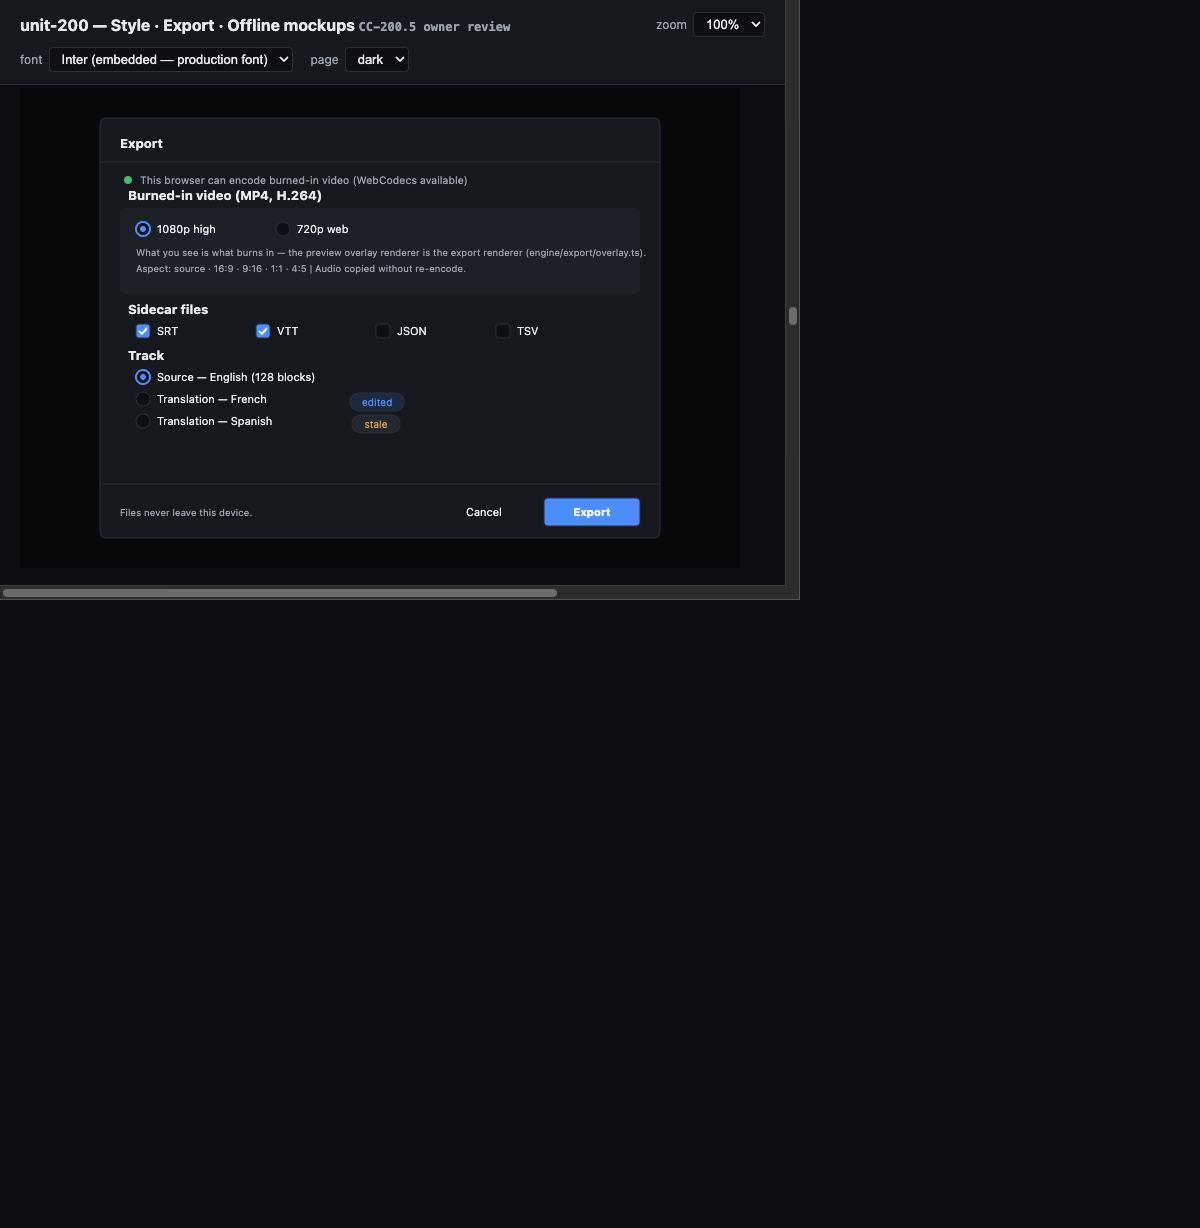 unit-200 — Style · Export · Offline mockups CC-200.5 owner review
zoom 100%
font Inter (embedded — production font) page dark
Export
This browser can encode burned-in video (WebCodecs available)
Burned-in video (MP4, H.264)
1080p high 720p web
What you see is what burns in — the preview overlay renderer is the export renderer (engine/export/overlay.ts).
Aspect: source · 16:9 · 9:16 · 1:1 · 4:5 | Audio copied without re-encode.
Sidecar files
SRT VTT JSON TSV
Track
Source — English (128 blocks)
Translation — French edited
Translation — Spanish stale
Files never leave this device. Cancel Export